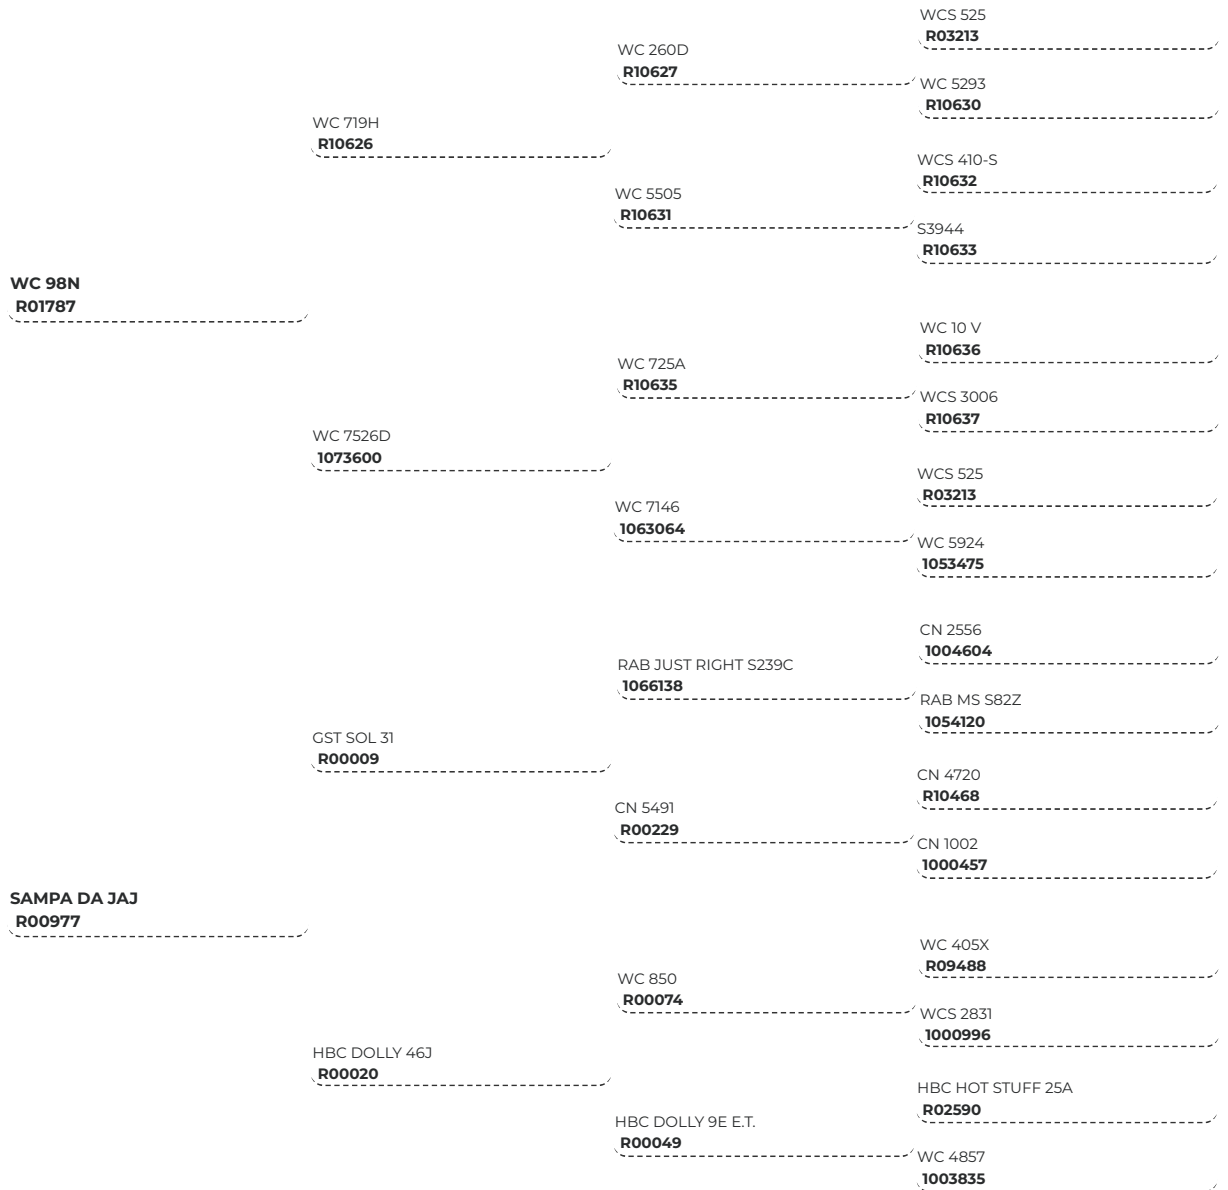 WCS 525
R03213
WC 260D
R10627
WC 5293
R10630
WC 719H
R10626
WCS 410-S
R10632
WC 5505
R10631
S3944
R10633
WC 98N
R01787
WC 10 V
R10636
WC 725A
R10635
WCS 3006
R10637
WC 7526D
1073600
WCS 525
R03213
WC 7146
1063064
WC 5924
1053475
CN 2556
1004604
RAB JUST RIGHT S239C
1066138
RAB MS S82Z
1054120
GST SOL 31
R00009
CN 4720
R10468
CN 5491
R00229
CN 1002
1000457
SAMPA DA JAJ
R00977
WC 405X
R09488
WC 850
R00074
WCS 2831
1000996
HBC DOLLY 46J
R00020
HBC HOT STUFF 25A
R02590
HBC DOLLY 9E E.T.
R00049
WC 4857
1003835